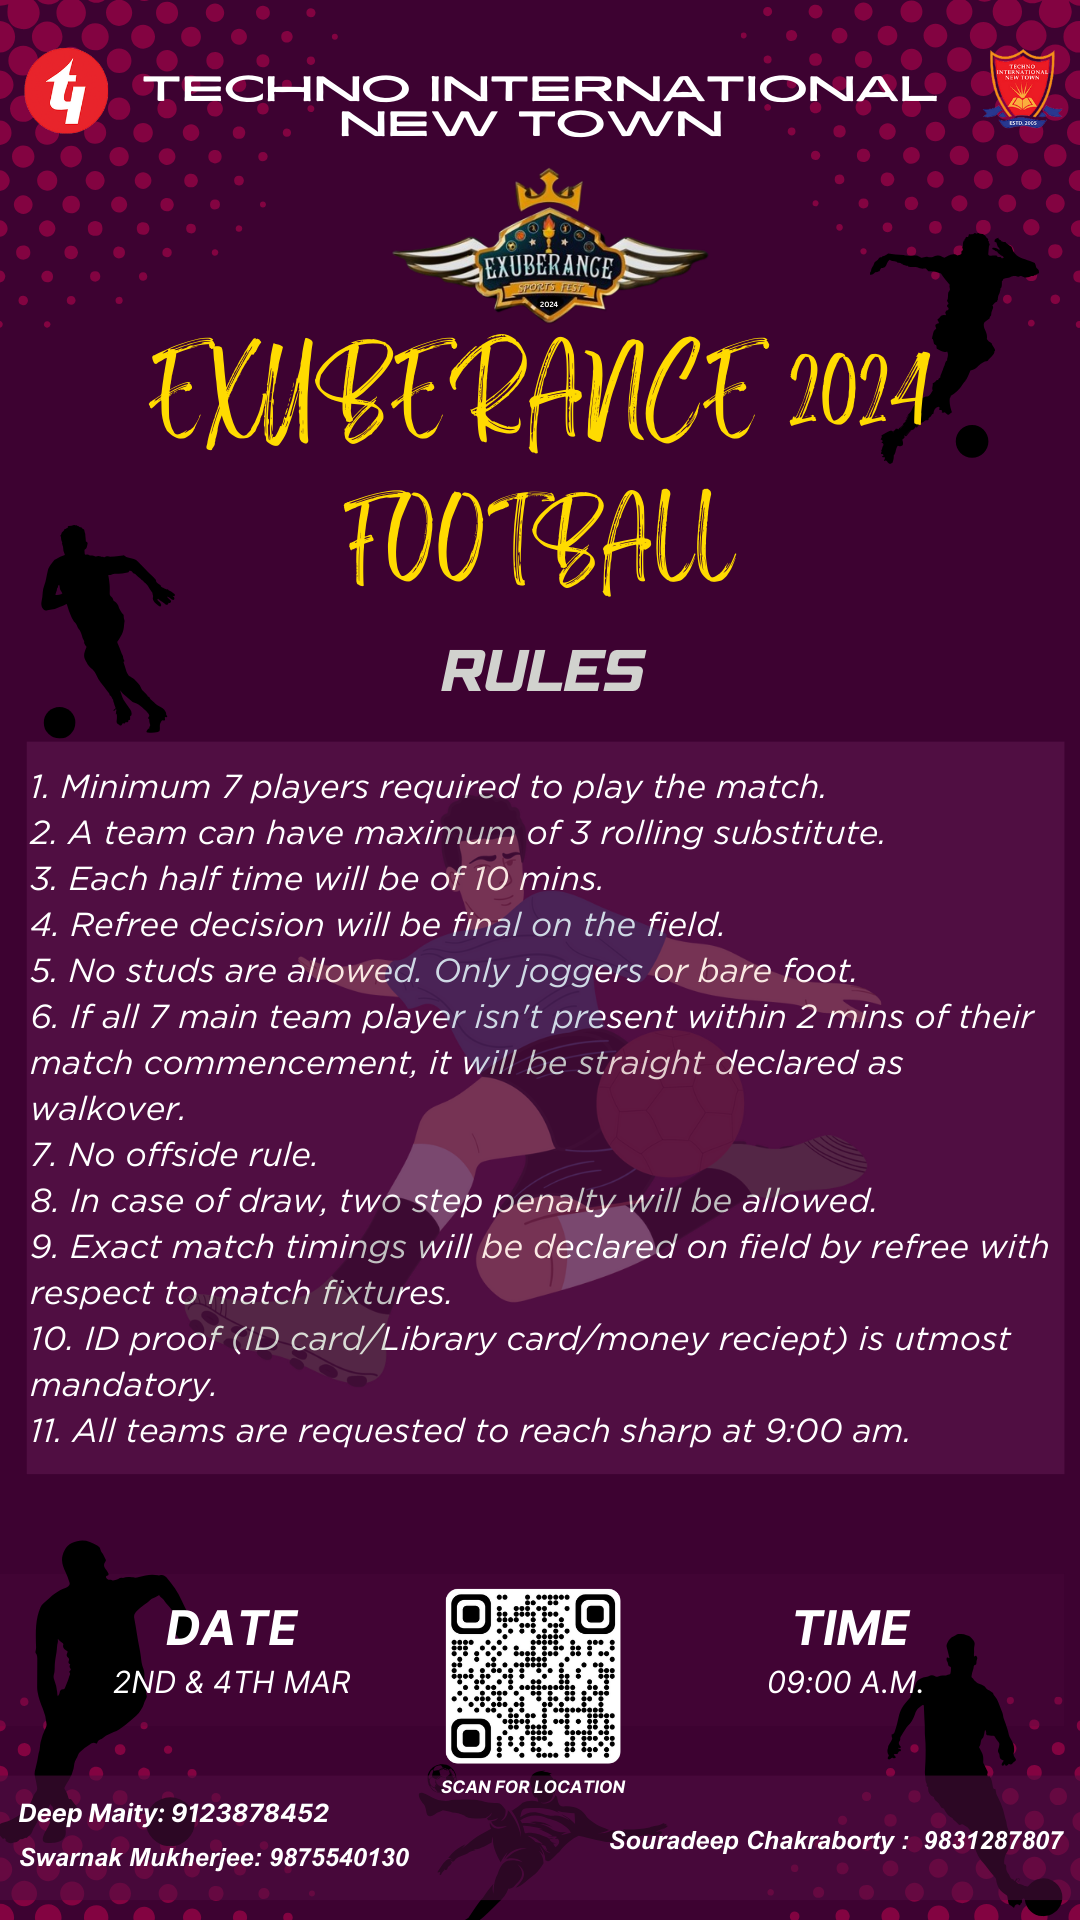 TECHNO INTERNATIONAL
NEW TOWN
TECHNO
INTERNATIONAL
NEW TOWN
ESTD. 2005
EXUBERANCE
SPORTS FEST
2024
EXUBERANCE 2024
FOOTBALL
RULES
1. Minimum 7 players required to play the match.
2. A team can have maximum of 3 rolling substitute.
3. Each half time will be of 10 mins.
4. Refree decision will be final on the field.
5. No studs are allowed. Only joggers or bare foot.
6. If all 7 main team player isn't present within 2 mins of their
match commencement, it will be straight declared as
walkover.
7. No offside rule.
8. In case of draw, two step penalty will be allowed.
9. Exact match timings will be declared on field by refree with
respect to match fixtures.
10. ID proof (ID card/Library card/money reciept) is utmost
mandatory.
11. All teams are requested to reach sharp at 9:00 am.
DATE
2ND & 4TH MAR
TIME
09:00 A.M.
SCAN FOR LOCATION
Deep Maity: 9123878452
Swarnak Mukherjee: 9875540130
Souradeep Chakraborty : 9831287807